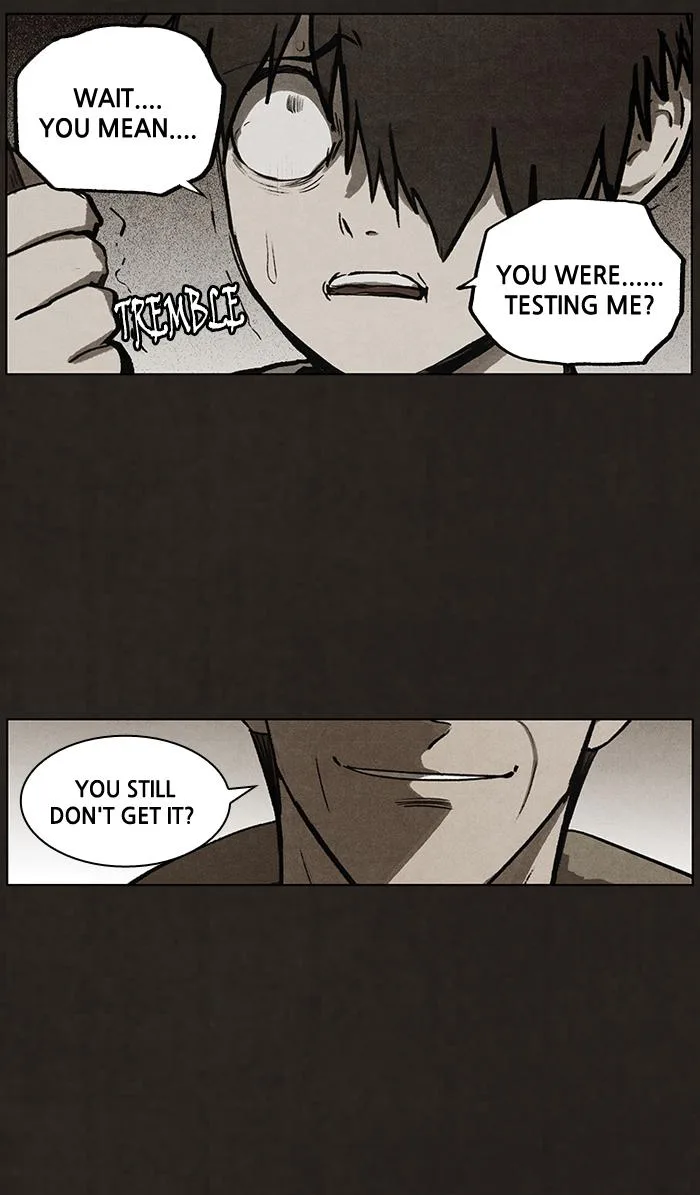 WAIT....
YOU MEAN....
TREMBLE
YOU WERE......
TESTING ME?
YOU STILL
DON'T GET IT?